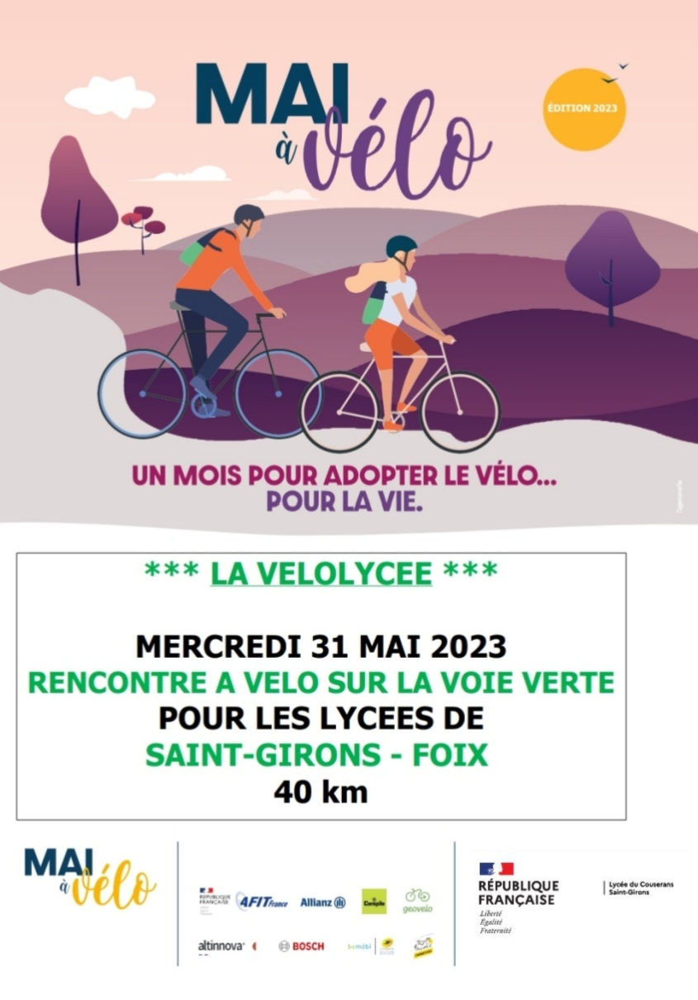 MAI
à vélo
ÉDITION 2023
UN MOIS POUR ADOPTER LE VÉLO...
POUR LA VIE.
*** LA VELOLYCEE ***
MERCREDI 31 MAI 2023
RENCONTRE A VELO SUR LA VOIE VERTE
POUR LES LYCEES DE
SAINT-GIRONS - FOIX
40 km
MAI
à vélo
RÉPUBLIQUE
FRANÇAISE
AFIT France
Allianz
Corepile
geovelo
altinnova
BOSCH
RÉPUBLIQUE
FRANÇAISE
Liberté
Égalité
Fraternité
Lycée du Couserans
Saint-Girons